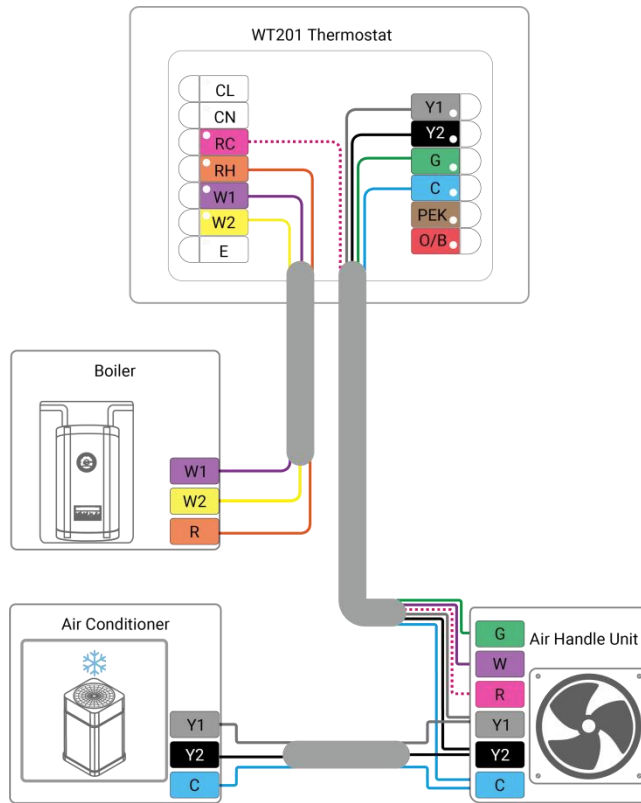 WT201 Thermostat
CL
CN
RC
RH
W1
W2
E
Y1
Y2
G
C
PEK
O/B
Boiler
W1
W2
R
Air Conditioner
Y1
Y2
C
Air Handle Unit
G
W
R
Y1
Y2
C